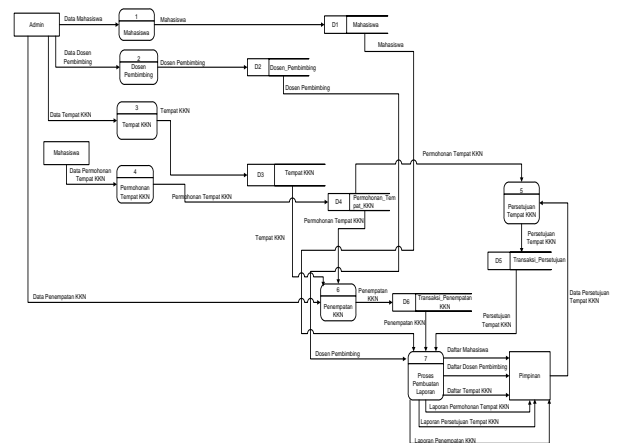 Admin
Data Mahasiswa
1
Mahasiswa
Mahasiswa
D1
Mahasiswa
Mahasiswa
Data Dosen
Pembimbing
2
Dosen
Pembimbing
Dosen Pembimbing
D2
Dosen_Pembimbing
Dosen Pembimbing
Data Tempat KKN
3
Tempat KKN
Tempat KKN
Mahasiswa
Data Permohonan
Tempat KKN
4
Permohonan
Tempat KKN
Permohonan Tempat KKN
D3
Tempat KKN
D4
Permohonan_Tem
pat_KKN
Permohonan Tempat KKN
Permohonan Tempat KKN
5
Persetujuan
Tempat KKN
Persetujuan
Tempat KKN
D5
Transaksi_Persetujuan
Tempat KKN
Data Penempatan KKN
6
Penempatan
KKN
Penempatan
KKN
D6
Transaksi_Penempatan
KKN
Penempatan KKN
Persetujuan
Tempat KKN
Data Persetujuan
Tempat KKN
Dosen Pembimbing
7
Proses
Pembuatan
Laporan
Daftar Mahasiswa
Daftar Dosen Pembimbing
Daftar Tempat KKN
Pimpinan
Laporan Permohonan Tempat KKN
Laporan Persetujuan Tempat KKN
Laporan Penempatan KKN